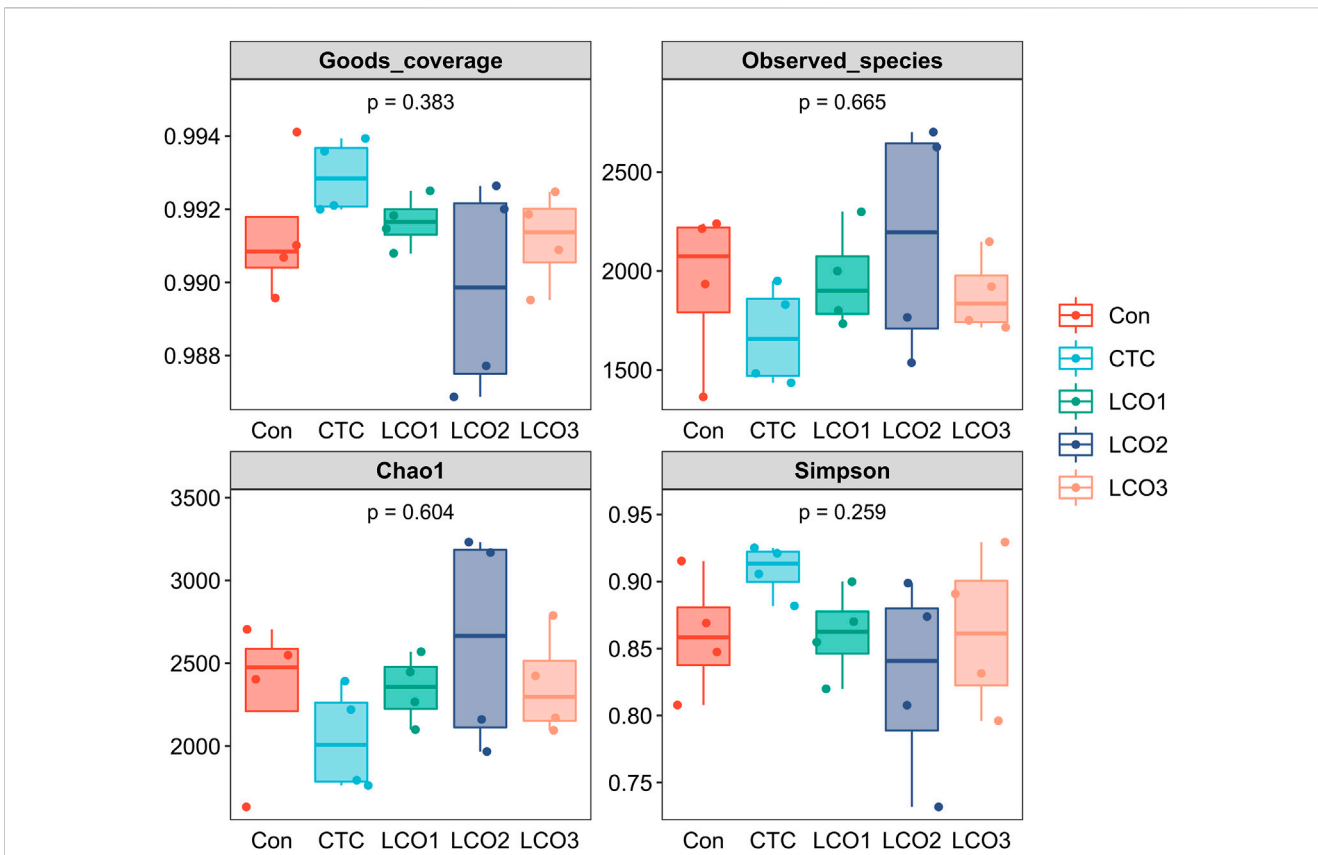 Goods_coverage
p = 0.383
0.994
0.992
0.990
0.988
Con CTC LCO1 LCO2 LCO3
Observed_species
p = 0.665
2500
2000
1500
Con CTC LCO1 LCO2 LCO3
Chao1
p = 0.604
3500
3000
2500
2000
Con CTC LCO1 LCO2 LCO3
Simpson
p = 0.259
0.95
0.90
0.85
0.80
0.75
Con CTC LCO1 LCO2 LCO3
Con
CTC
LCO1
LCO2
LCO3